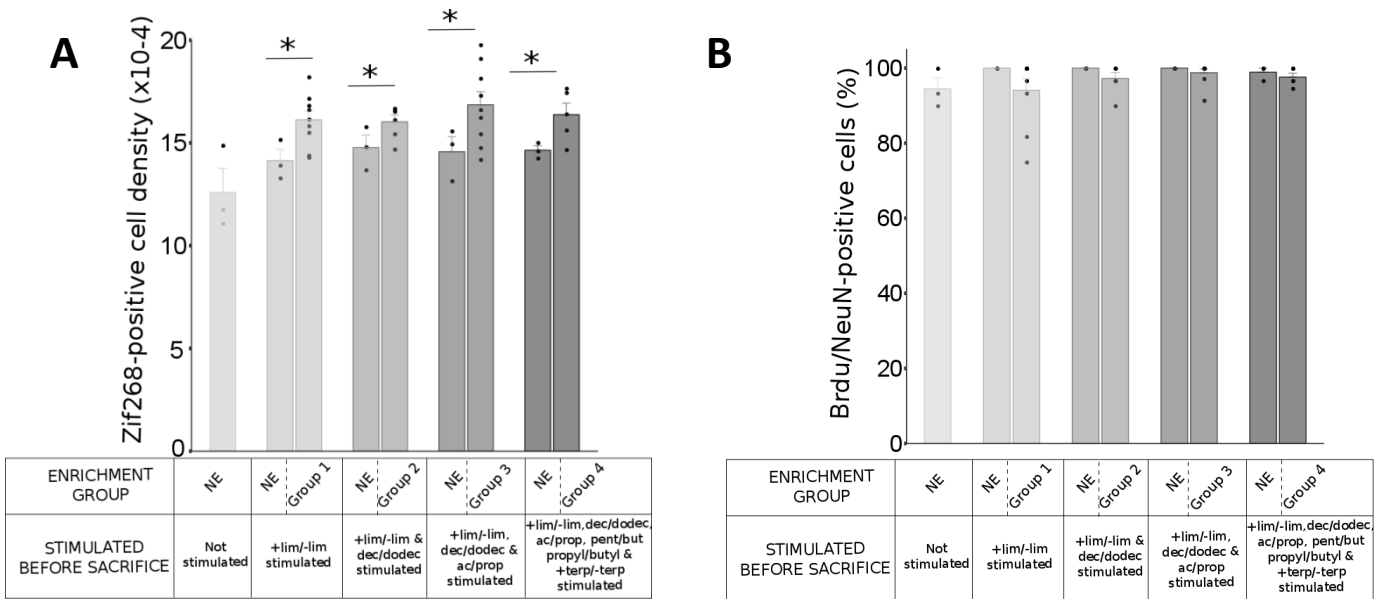 A
Zif268-positive cell density (x10-4)
20
15
10
5
0
*
*
*
*
ENRICHMENT
GROUP
NE
NE
Group 1
NE
Group 2
NE
Group 3
NE
Group 4
STIMULATED
BEFORE SACRIFICE
Not
stimulated
+lim/-lim
stimulated
+lim/-lim &
dec/dodec
stimulated
+lim/-lim,
dec/dodec &
ac/prop
stimulated
+lim/-lim,dec/dodec,
ac/prop, pent/but
propyl/butyl &
+terp/-terp
stimulated
B
Brdu/NeuN-positive cells (%)
100
80
60
40
20
0
ENRICHMENT
GROUP
NE
NE
Group 1
NE
Group 2
NE
Group 3
NE
Group 4
STIMULATED
BEFORE SACRIFICE
Not
stimulated
+lim/-lim
stimulated
+lim/-lim &
dec/dodec
stimulated
+lim/-lim,
dec/dodec &
ac/prop
stimulated
+lim/-lim,dec/dodec,
ac/prop, pent/but
propyl/butyl &
+terp/-terp
stimulated